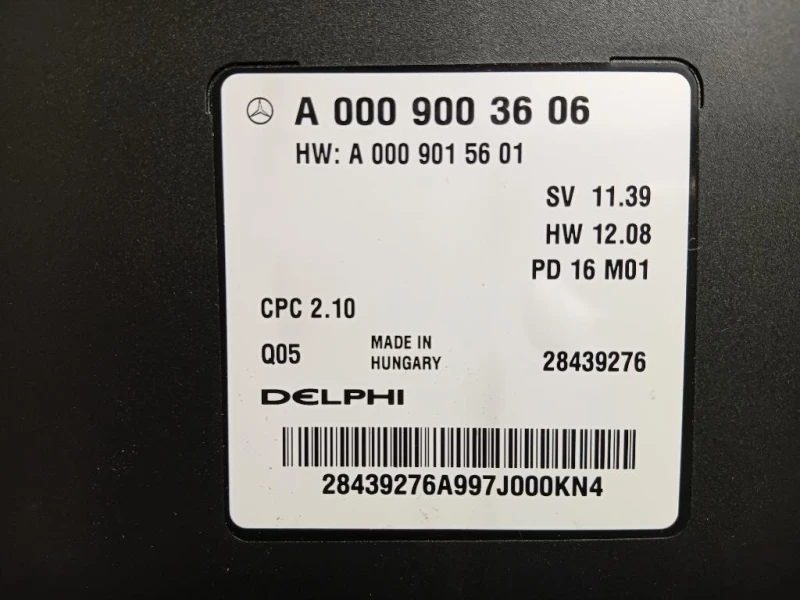 A 000 900 36 06
HW: A 000 901 56 01
SV 11.39
HW 12.08
PD 16 M01
CPC 2.10
Q05
MADE IN
HUNGARY
28439276
DELPHI
28439276A997J000KN4